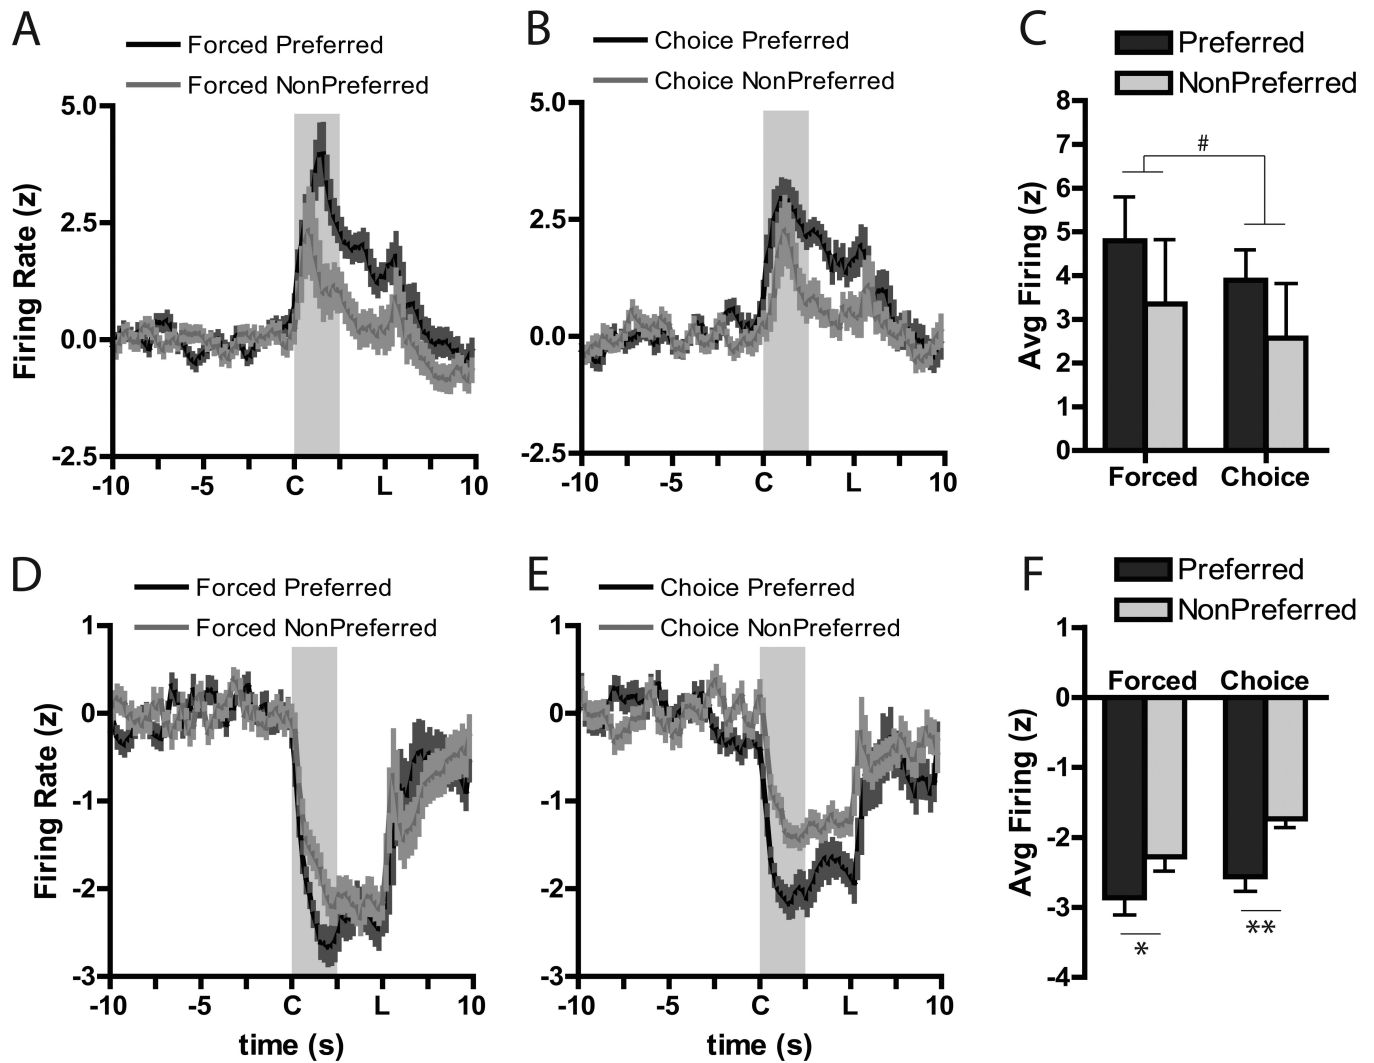 A
Forced Preferred
Forced NonPreferred
5.0
2.5
0.0
-2.5
Firing Rate (z)
-10 -5 C L 10
B
Choice Preferred
Choice NonPreferred
5.0
2.5
0.0
-2.5
-10 -5 C L 10
C
Preferred
NonPreferred
8
7
6
5
4
3
2
1
0
Avg Firing (z)
#
Forced Choice
D
Forced Preferred
Forced NonPreferred
1
0
-1
-2
-3
Firing Rate (z)
-10 -5 C L 10
time (s)
E
Choice Preferred
Choice NonPreferred
1
0
-1
-2
-3
-10 -5 C L 10
time (s)
F
Preferred
NonPreferred
1
0
-1
-2
-3
-4
Avg Firing (z)
Forced Choice
*
**